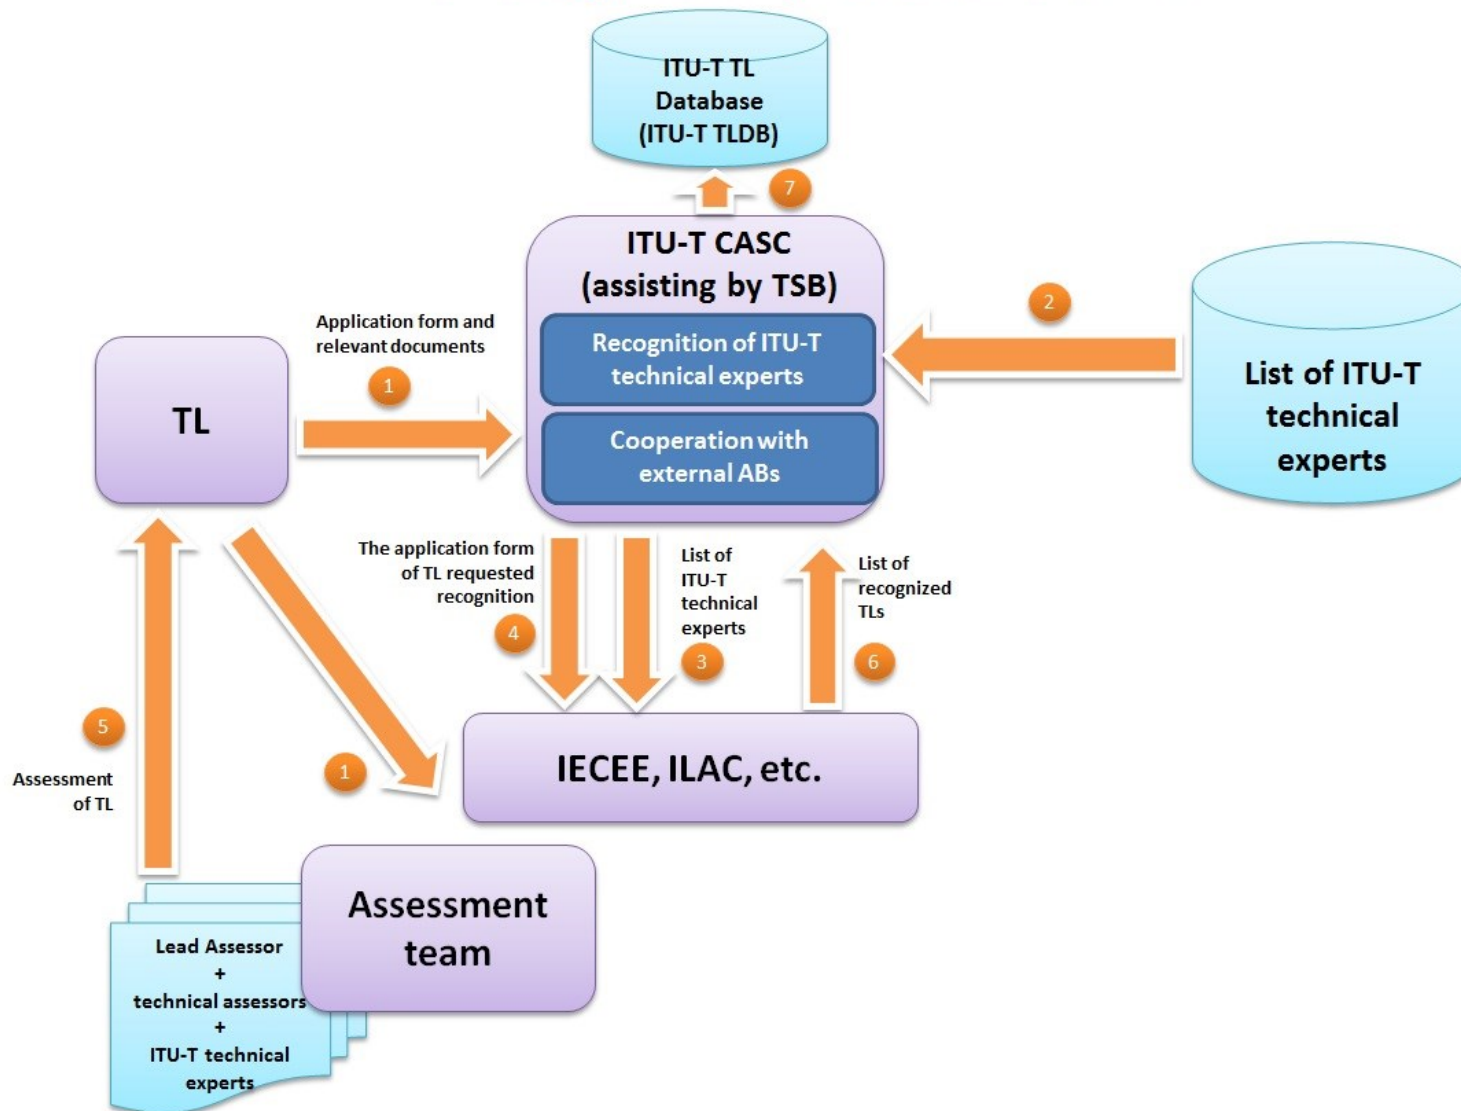 ITU-T TL
Database
(ITU-T TLDB)
7
ITU-T CASC
(assisting by TSB)
Recognition of ITU-T
technical experts
Cooperation with
external ABs
2
List of ITU-T
technical
experts
Application form and
relevant documents
1
TL
The application form
of TL requested
recognition
4
List of
ITU-T
technical
experts
3
List of
recognized
TLs
6
5
Assessment
of TL
1
IECEE, ILAC, etc.
Assessment
team
Lead Assessor
+
technical assessors
+
ITU-T technical
experts